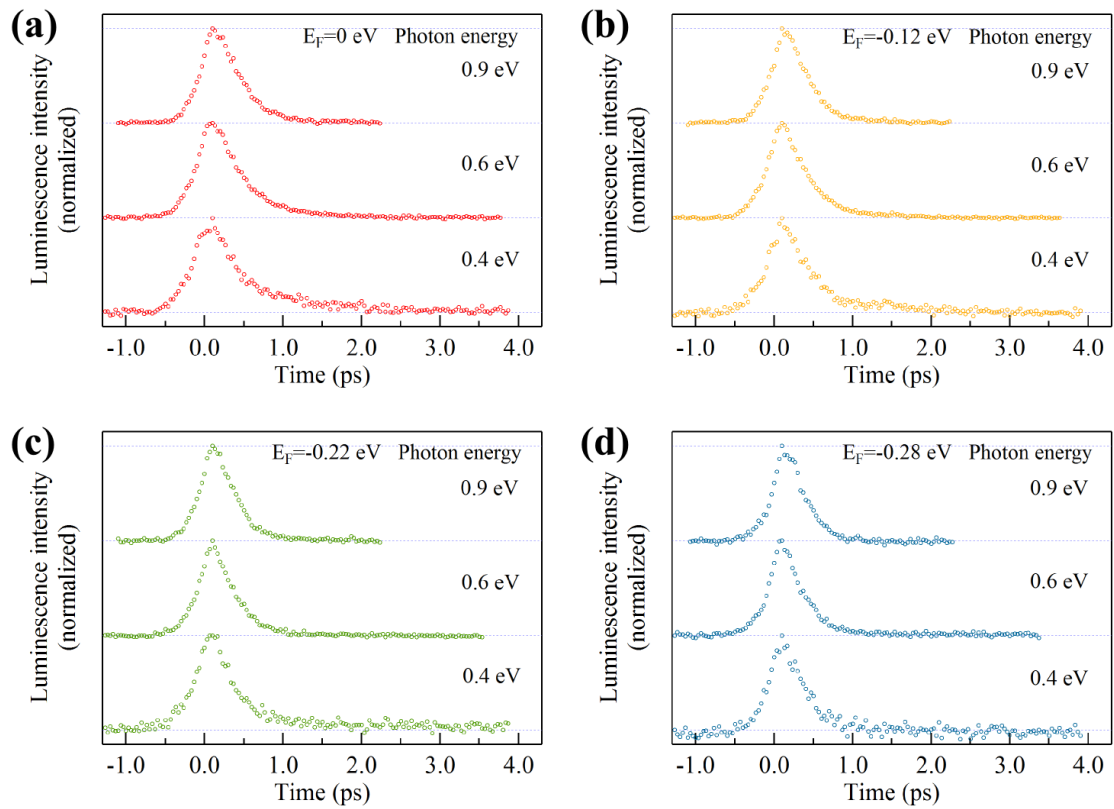 (a)
E_F=0 eV Photon energy
0.9 eV
0.6 eV
0.4 eV
Luminescence intensity
(normalized)
-1.0 0.0 1.0 2.0 3.0 4.0
Time (ps)
(b)
E_F=-0.12 eV Photon energy
0.9 eV
0.6 eV
0.4 eV
Luminescence intensity
(normalized)
-1.0 0.0 1.0 2.0 3.0 4.0
Time (ps)
(c)
E_F=-0.22 eV Photon energy
0.9 eV
0.6 eV
0.4 eV
Luminescence intensity
(normalized)
-1.0 0.0 1.0 2.0 3.0 4.0
Time (ps)
(d)
E_F=-0.28 eV Photon energy
0.9 eV
0.6 eV
0.4 eV
Luminescence intensity
(normalized)
-1.0 0.0 1.0 2.0 3.0 4.0
Time (ps)